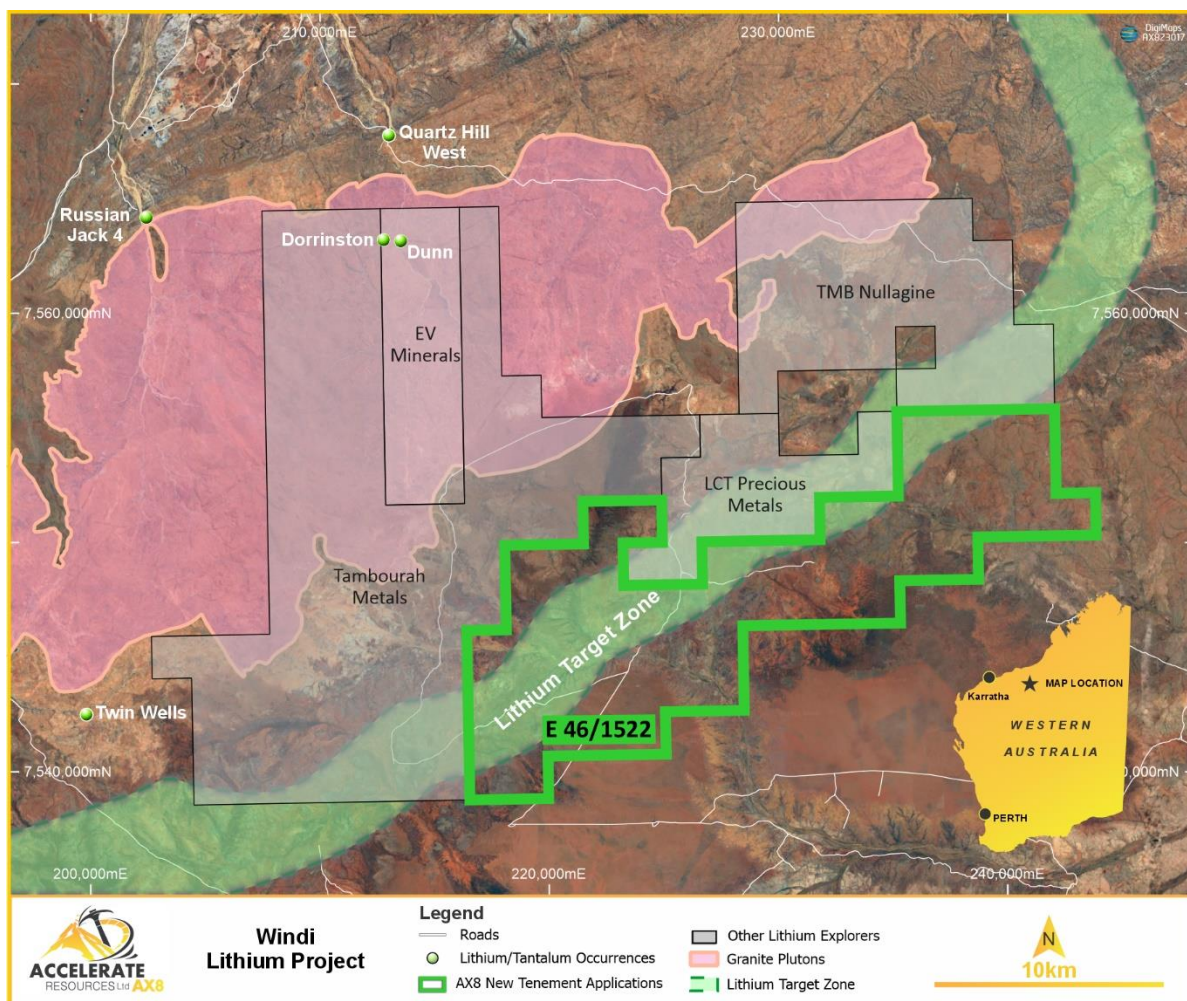 210,000mE
230,000mE
DigiMaps
AX823017
Quartz Hill
West
Russian
Jack 4
Dorrinston
Dunn
TMB Nullagine
7,560,000mN
7,560,000mN
EV
Minerals
LCT Precious
Metals
Tambourah
Metals
Lithium Target Zone
Karratha
MAP LOCATION
Twin Wells
E 46/1522
WESTERN
AUSTRALIA
7,540,000mN
0,000mN
PERTH
200,000mE
220,000mE
240,000mE
ACCELERATE
RESOURCES Ltd AX8
Windi
Lithium Project
Legend
Roads
Lithium/Tantalum Occurrences
AX8 New Tenement Applications
Other Lithium Explorers
Granite Plutons
Lithium Target Zone
N
10km